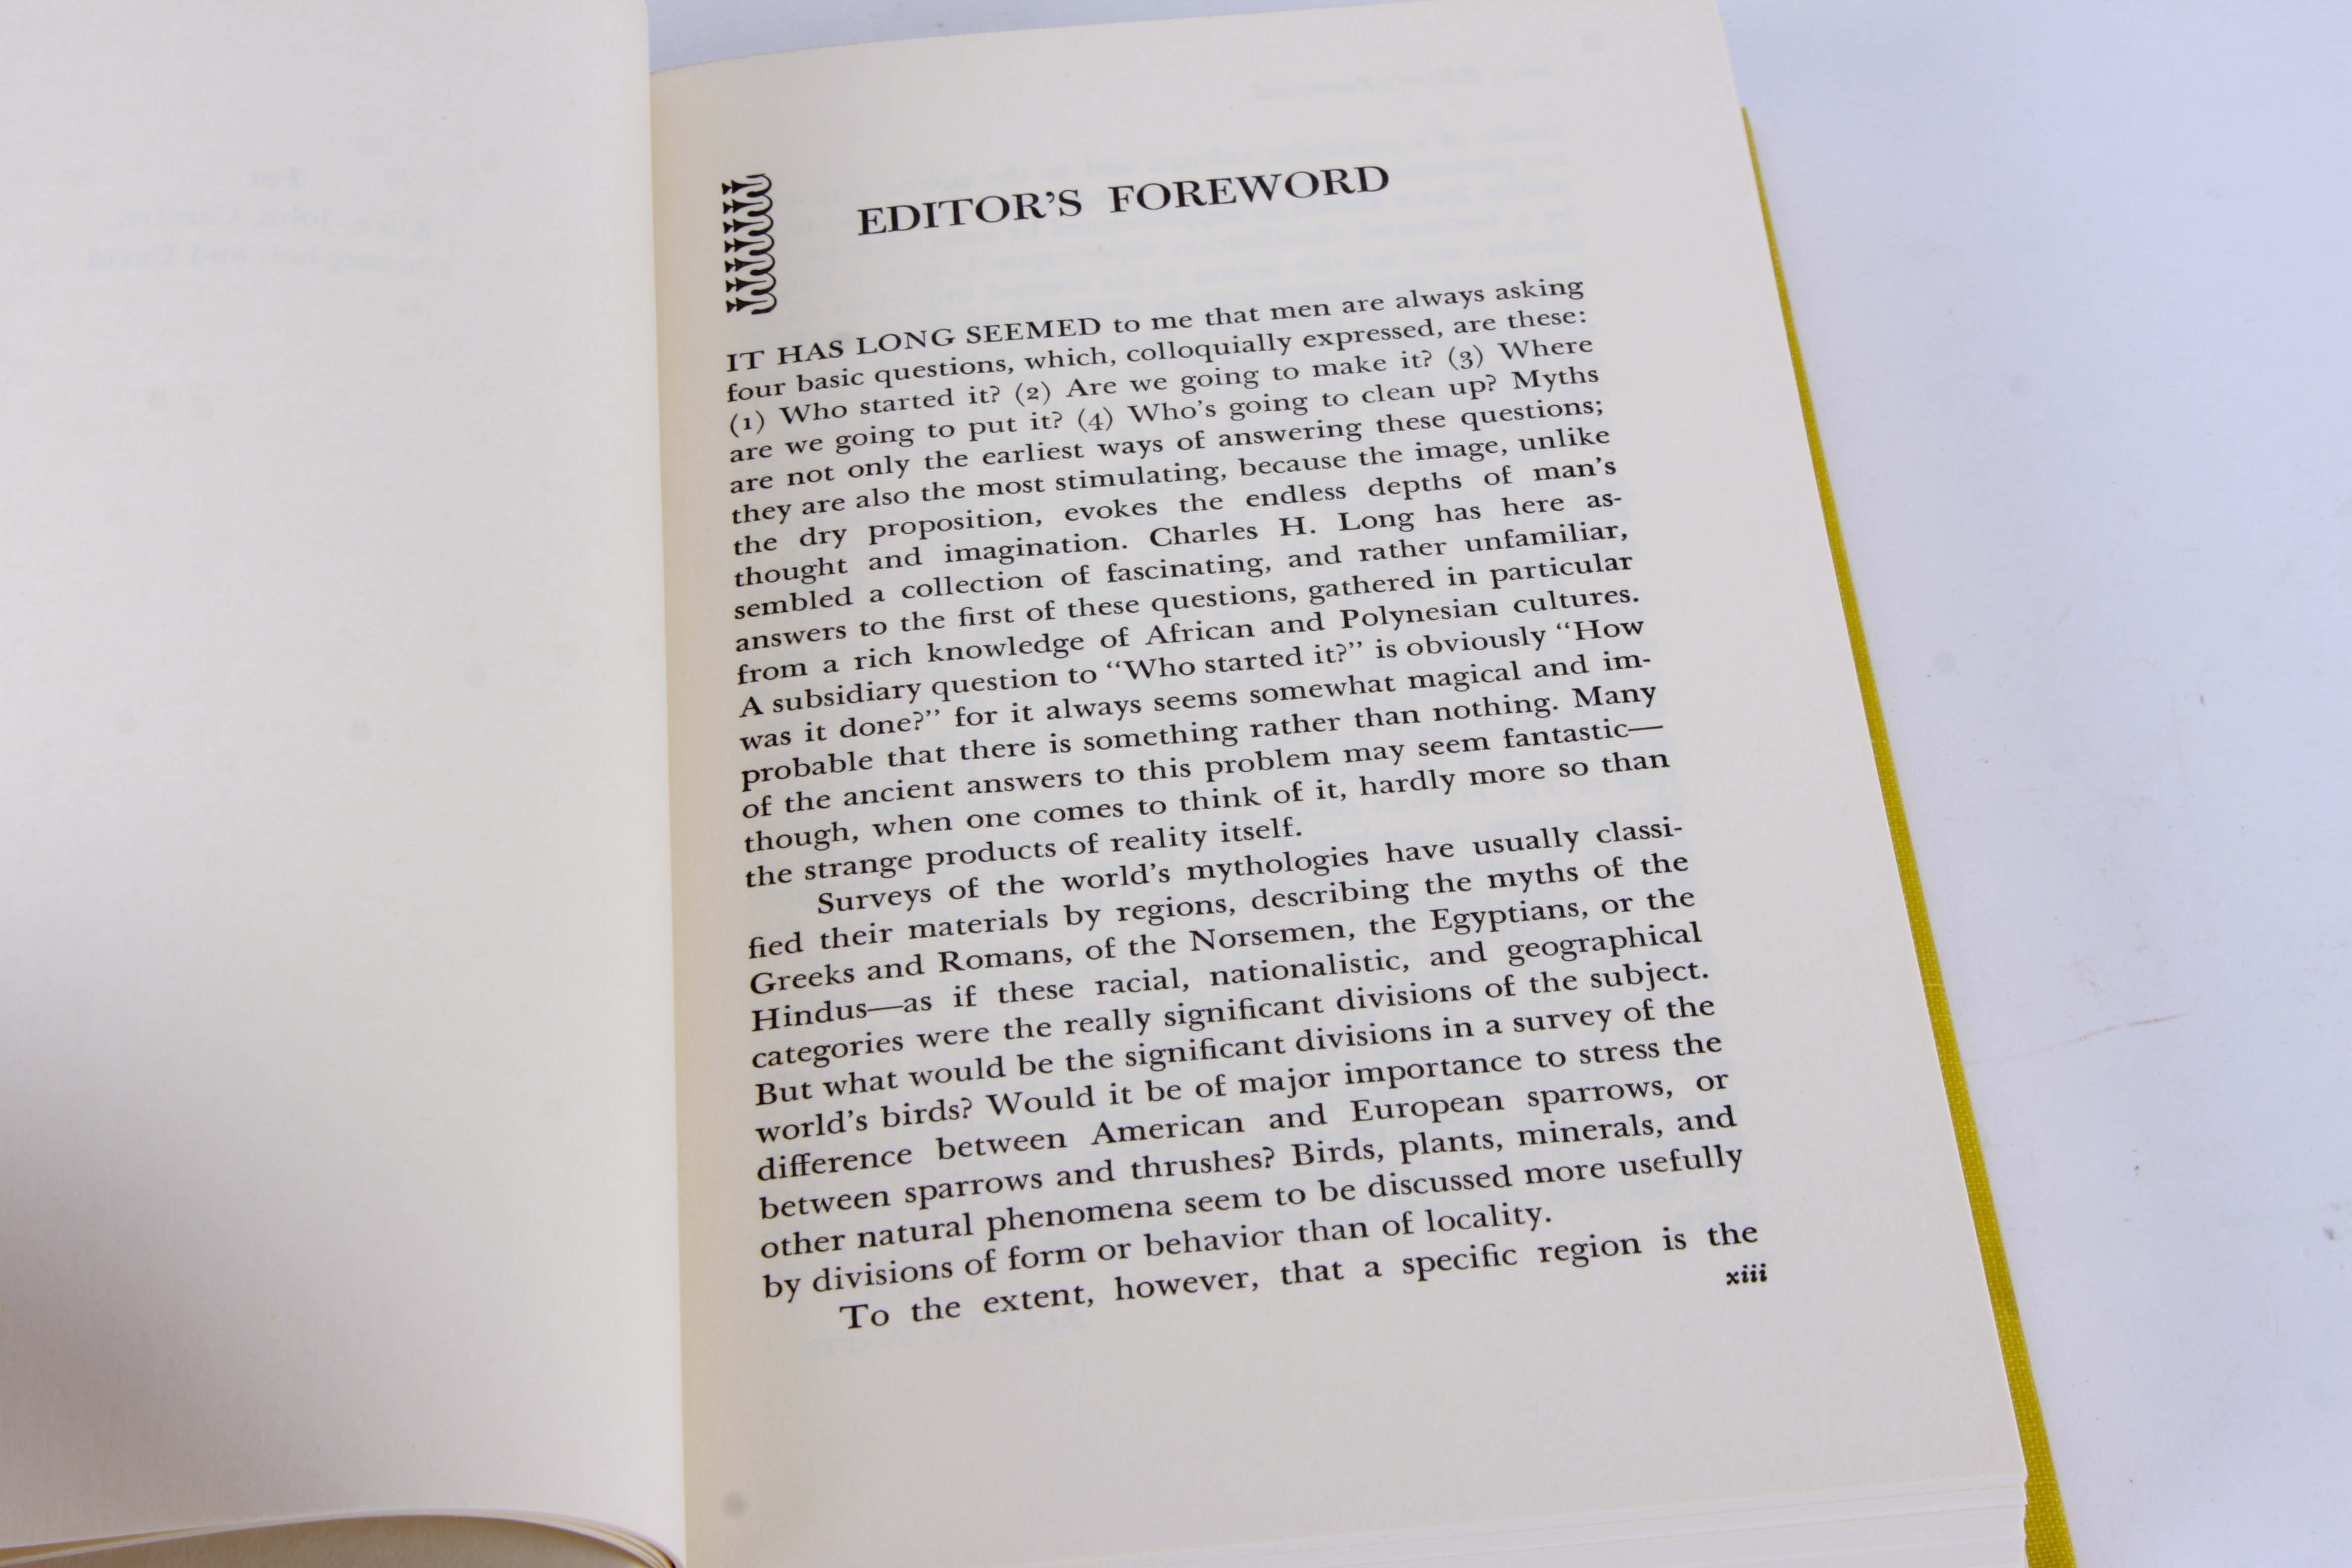 EDITOR'S FOREWORD
IT HAS LONG SEEMED to me that men are always asking
four basic questions, which, colloquially expressed, are these:
(1) Who started it? (2) Are we going to make it? (3) Where
are we going to put it? (4) Who's going to clean up? Myths
are not only the earliest ways of answering these questions;
they are also the most stimulating, because the image, unlike
the dry proposition, evokes the endless depths of man's
thought and imagination. Charles H. Long has here as-
sembled a collection of fascinating, and rather unfamiliar,
answers to the first of these questions, gathered in particular
from a rich knowledge of African and Polynesian cultures.
A subsidiary question to “Who started it?” is obviously “How
was it done?” for it always seems somewhat magical and im-
probable that there is something rather than nothing. Many
of the ancient answers to this problem may seem fantastic—
though, when one comes to think of it, hardly more so than
the strange products of reality itself.
Surveys of the world's mythologies have usually classi-
fied their materials by regions, describing the myths of the
Greeks and Romans, of the Norsemen, the Egyptians, or the
Hindus—as if these racial, nationalistic, and geographical
categories were the really significant divisions of the subject.
But what would be the significant divisions in a survey of the
world's birds? Would it be of major importance to stress the
difference between American and European sparrows, or
between sparrows and thrushes? Birds, plants, minerals, and
other natural phenomena seem to be discussed more usefully
by divisions of form or behavior than of locality.
To the extent, however, that a specific region is the
xiii